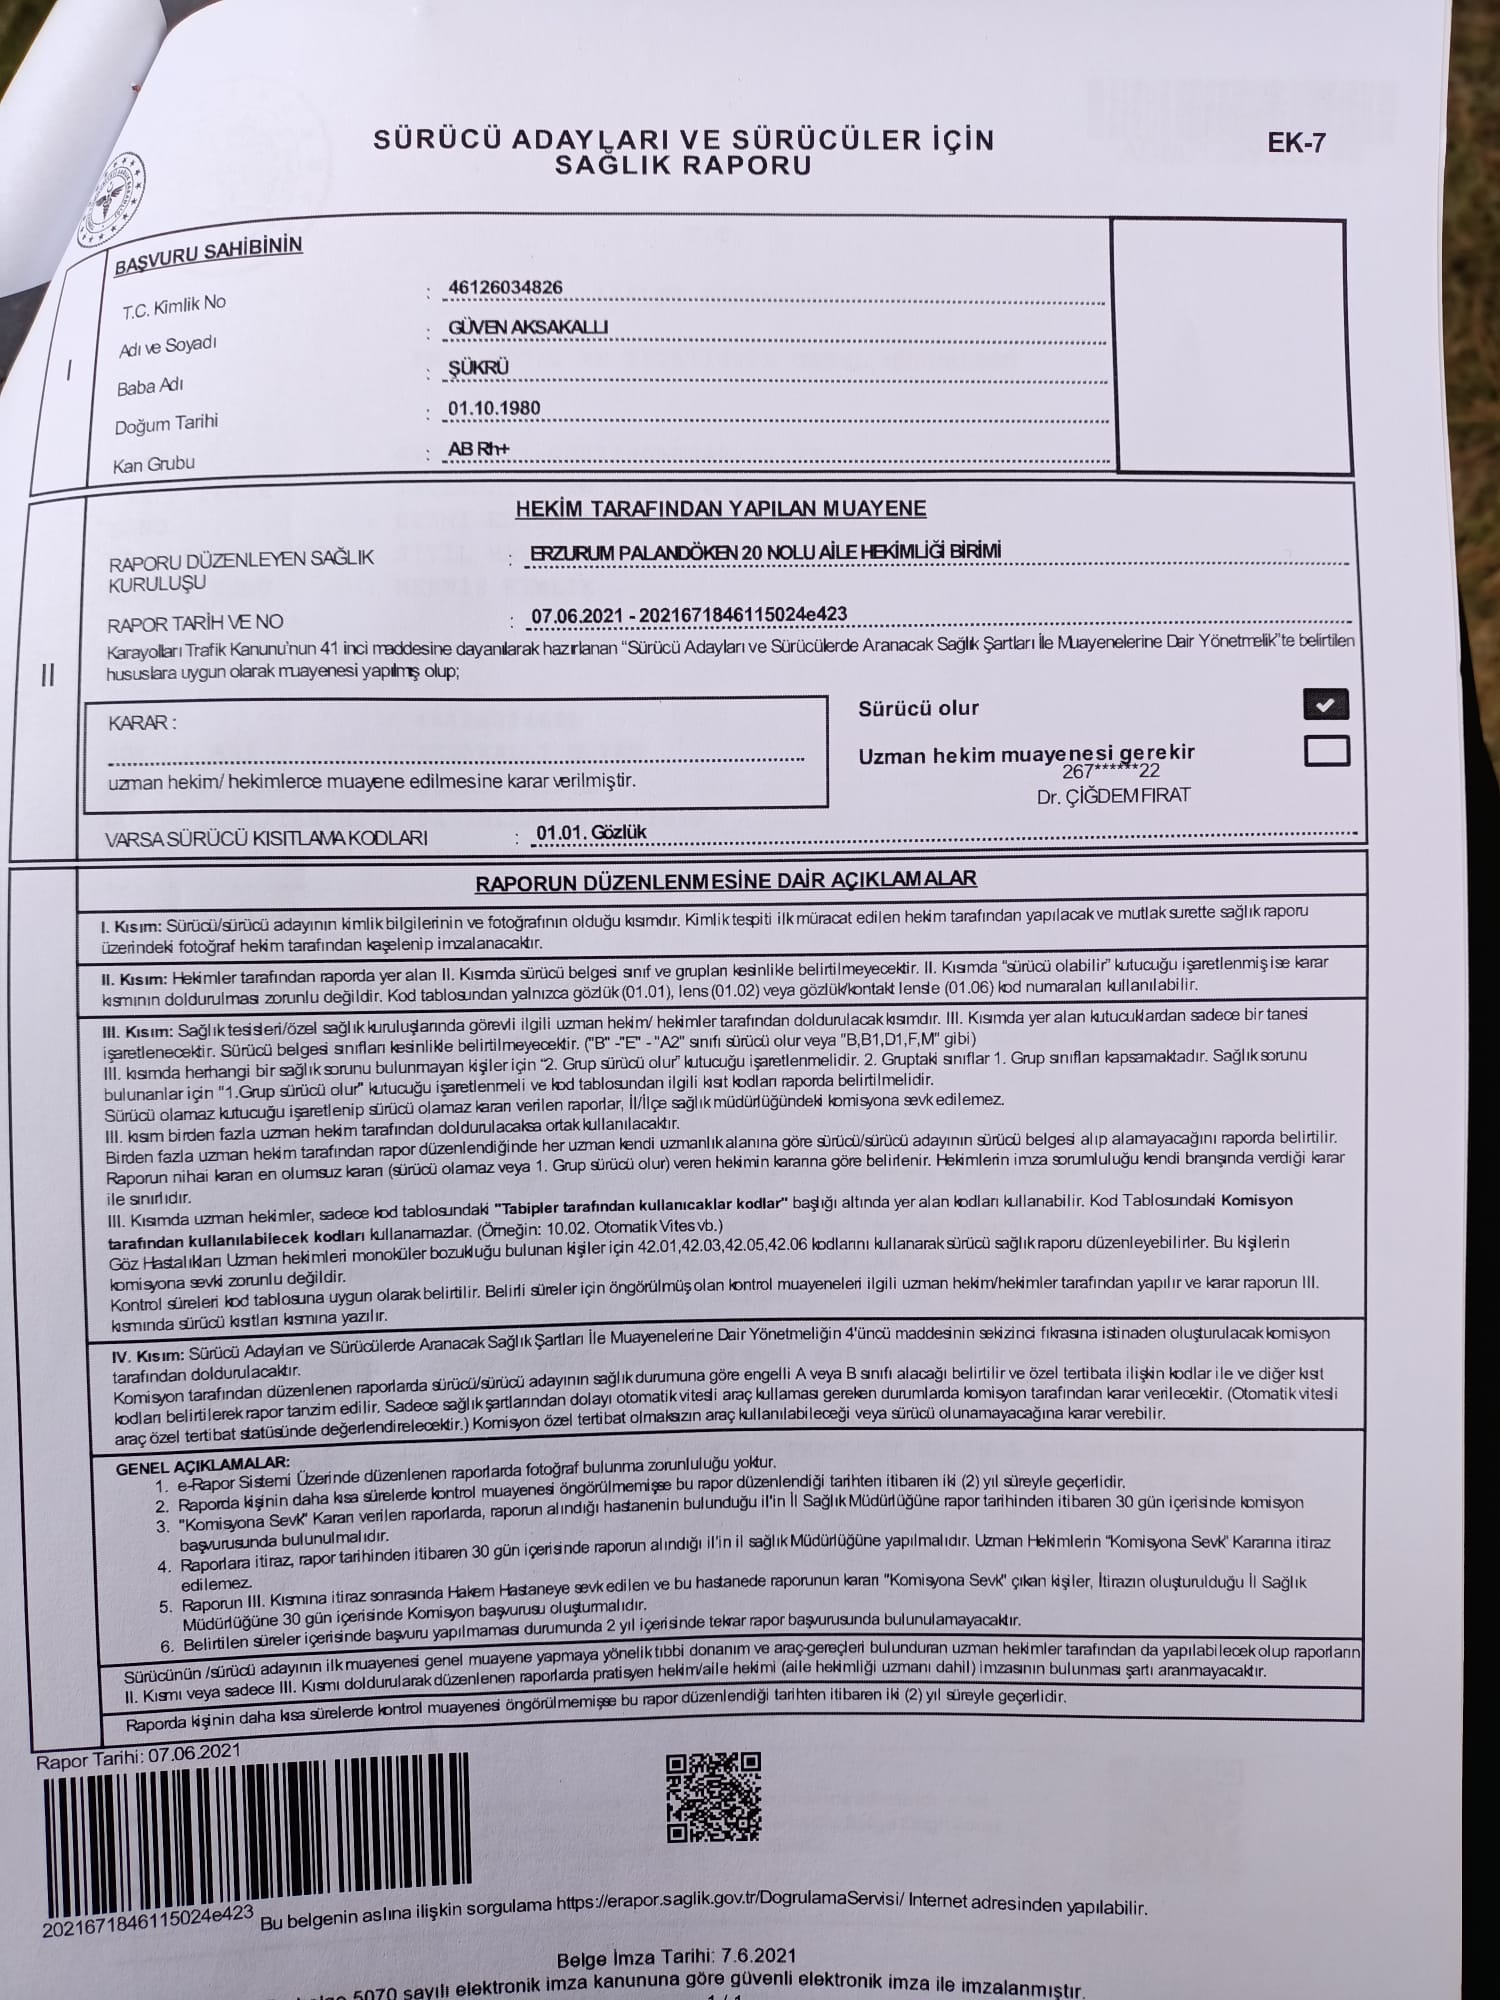 SÜRÜCÜ ADAYLARI VE SÜRÜCÜLER İÇİN
SAĞLIK RAPORU
EK-7
I
BAŞVURU SAHİBİNİN
T.C. Kimlik No : 46126034826
Adı ve Soyadı : GÜVEN AKSAKALLI
Baba Adı : ŞÜKRÜ
Doğum Tarihi : 01.10.1980
Kan Grubu : AB Rh+
II
HEKİM TARAFINDAN YAPILAN MUAYENE
RAPORU DÜZENLEYEN SAĞLIK : ERZURUM PALANDÖKEN 20 NOLU AİLE HEKİMLİĞİ BİRİMİ
KURULUŞU
RAPOR TARİH VE NO : 07.06.2021 - 2021671846115024e423
Karayolları Trafik Kanunu'nun 41 inci maddesine dayanılarak hazırlanan "Sürücü Adayları ve Sürücülerde Aranacak Sağlık Şartları İle Muayenelerine Dair Yönetmelik"te belirtilen
hususlara uygun olarak muayenesi yapılmış olup;
KARAR :
uzman hekim/ hekimlerce muayene edilmesine karar verilmiştir.
Sürücü olur
Uzman hekim muayenesi gerekir
267******22
Dr. ÇİĞDEM FIRAT
VARSA SÜRÜCÜ KISITLAMA KODLARI : 01.01. Gözlük
RAPORUN DÜZENLENMESİNE DAİR AÇIKLAMALAR
I. Kısım: Sürücü/sürücü adayının kimlik bilgilerinin ve fotoğrafının olduğu kısımdır. Kimlik tespiti ilk müracat edilen hekim tarafından yapılacak ve mutlak surette sağlık raporu
üzerindeki fotoğraf hekim tarafından kaşelenip imzalanacaktır.
II. Kısım: Hekimler tarafından raporda yer alan II. Kısımda sürücü belgesi sınıf ve grupları kesinlikle belirtilmeyecektir. II. Kısımda "sürücü olabilir" kutucuğu işaretlenmiş ise karar
kısmının doldurulması zorunlu değildir. Kod tablosundan yalnızca gözlük (01.01), lens (01.02) veya gözlük/kontakt lensle (01.06) kod numaraları kullanılabilir.
III. Kısım: Sağlık tesisleri/özel sağlık kuruluşlarında görevli ilgili uzman hekim/ hekimler tarafından doldurulacak kısımdır. III. Kısımda yer alan kutucuklardan sadece bir tanesi
işaretlenecektir. Sürücü belgesi sınıfları kesinlikle belirtilmeyecektir. ("B" -"E" - "A2" sınıfı sürücü olur veya "B,B1,D1,F,M" gibi)
III. kısımda herhangi bir sağlık sorunu bulunmayan kişiler için "2. Grup sürücü olur" kutucuğu işaretlenmelidir. 2. Gruptaki sınıflar 1. Grup sınıfları kapsamaktadır. Sağlık sorunu
bulunanlar için "1.Grup sürücü olur" kutucuğu işaretlenmeli ve kod tablosundan ilgili kısıt kodları raporda belirtilmelidir.
Sürücü olamaz kutucuğu işaretlenip sürücü olamaz kararı verilen raporlar, İl/İlçe sağlık müdürlüğündeki komisyona sevk edilemez.
III. kısım birden fazla uzman hekim tarafından doldurulacaksa ortak kullanılacaktır.
Birden fazla uzman hekim tarafından rapor düzenlendiğinde her uzman kendi uzmanlık alanına göre sürücü/sürücü adayının sürücü belgesi alıp alamayacağını raporda belirtilir.
Raporun nihai kararı en olumsuz kararı (sürücü olamaz veya 1. Grup sürücü olur) veren hekimin kararına göre belirlenir. Hekimlerin imza sorumluluğu kendi branşında verdiği karar
ile sınırlıdır.
III. Kısımda uzman hekimler, sadece kod tablosundaki "Tabipler tarafından kullanıcaklar kodlar" başlığı altında yer alan kodları kullanabilir. Kod Tablosundaki Komisyon
tarafından kullanılabilecek kodları kullanamazlar. (Örneğin: 10.02. Otomatik Vites vb.)
Göz Hastalıkları Uzman hekimleri monoküler bozukluğu bulunan kişiler için 42.01,42.03,42.05,42.06 kodlarını kullanarak sürücü sağlık raporu düzenleyebilirler. Bu kişilerin
komisyona sevki zorunlu değildir.
Kontrol süreleri kod tablosuna uygun olarak belirtilir. Belirli süreler için öngörülmüş olan kontrol muayeneleri ilgili uzman hekim/hekimler tarafından yapılır ve karar raporun III.
kısmında sürücü kısıtları kısmına yazılır.
IV. Kısım: Sürücü Adayları ve Sürücülerde Aranacak Sağlık Şartları İle Muayenelerine Dair Yönetmeliğin 4'üncü maddesinin sekizinci fıkrasına istinaden oluşturulacak komisyon
tarafından doldurulacaktır.
Komisyon tarafından düzenlenen raporlarda sürücü/sürücü adayının sağlık durumuna göre engelli A veya B sınıfı alacağı belirtilir ve özel tertibata ilişkin kodlar ile ve diğer kısıt
kodları belirtilerek rapor tanzim edilir. Sadece sağlık şartlarından dolayı otomatik vitesli araç kullaması gereken durumlarda komisyon tarafından karar verilecektir. (Otomatik vitesli
araç özel tertibat statüsünde değerlendirelecektir.) Komisyon özel tertibat olmaksızın araç kullanılabileceği veya sürücü olunamayacağına karar verebilir.
GENEL AÇIKLAMALAR:
1. e-Rapor Sistemi Üzerinde düzenlenen raporlarda fotoğraf bulunma zorunluluğu yoktur.
2. Raporda kişinin daha kısa sürelerde kontrol muayenesi öngörülmemişse bu rapor düzenlendiği tarihten itibaren iki (2) yıl süreyle geçerlidir.
3. "Komisyona Sevk" Kararı verilen raporlarda, raporun alındığı hastanenin bulunduğu il'in İl Sağlık Müdürlüğüne rapor tarihinden itibaren 30 gün içerisinde komisyon
başvurusunda bulunulmalıdır.
4. Raporlara itiraz, rapor tarihinden itibaren 30 gün içerisinde raporun alındığı il'in il sağlık Müdürlüğüne yapılmalıdır. Uzman Hekimlerin "Komisyona Sevk" Kararına itiraz
edilemez.
5. Raporun III. Kısmına itiraz sonrasında Hakem Hastaneye sevk edilen ve bu hastanede raporunun kararı "Komisyona Sevk" çıkan kişiler, İtirazın oluşturulduğu İl Sağlık
Müdürlüğüne 30 gün içerisinde Komisyon başvurusu oluşturmalıdır.
6. Belirtilen süreler içerisinde başvuru yapılmaması durumunda 2 yıl içerisinde tekrar rapor başvurusunda bulunulamayacaktır.
Sürücünün /sürücü adayının ilk muayenesi genel muayene yapmaya yönelik tıbbi donanım ve araç-gereçleri bulunduran uzman hekimler tarafından da yapılabilecek olup raporların
II. Kısmı veya sadece III. Kısmı doldurularak düzenlenen raporlarda pratisyen hekim/aile hekimi (aile hekimliği uzmanı dahil) imzasının bulunması şartı aranmayacaktır.
Raporda kişinin daha kısa sürelerde kontrol muayenesi öngörülmemişse bu rapor düzenlendiği tarihten itibaren iki (2) yıl süreyle geçerlidir.
Rapor Tarihi: 07.06.2021
2021671846115024e423
Bu belgenin aslına ilişkin sorgulama https://erapor.saglik.gov.tr/DogrulamaServisi/ Internet adresinden yapılabilir.
Belge İmza Tarihi: 7.6.2021
5070 sayılı elektronik imza kanununa göre güvenli elektronik imza ile imzalanmıştır.